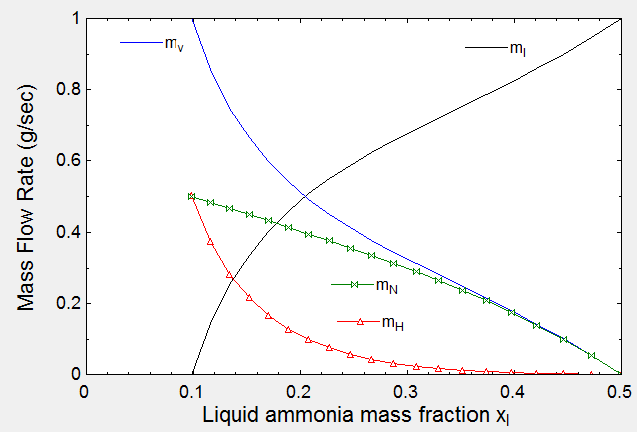 1
0.8
0.6
0.4
0.2
0
Mass Flow Rate (g/sec)
mv
ml
mN
mH
0
0.1
0.2
0.3
0.4
0.5
Liquid ammonia mass fraction xl